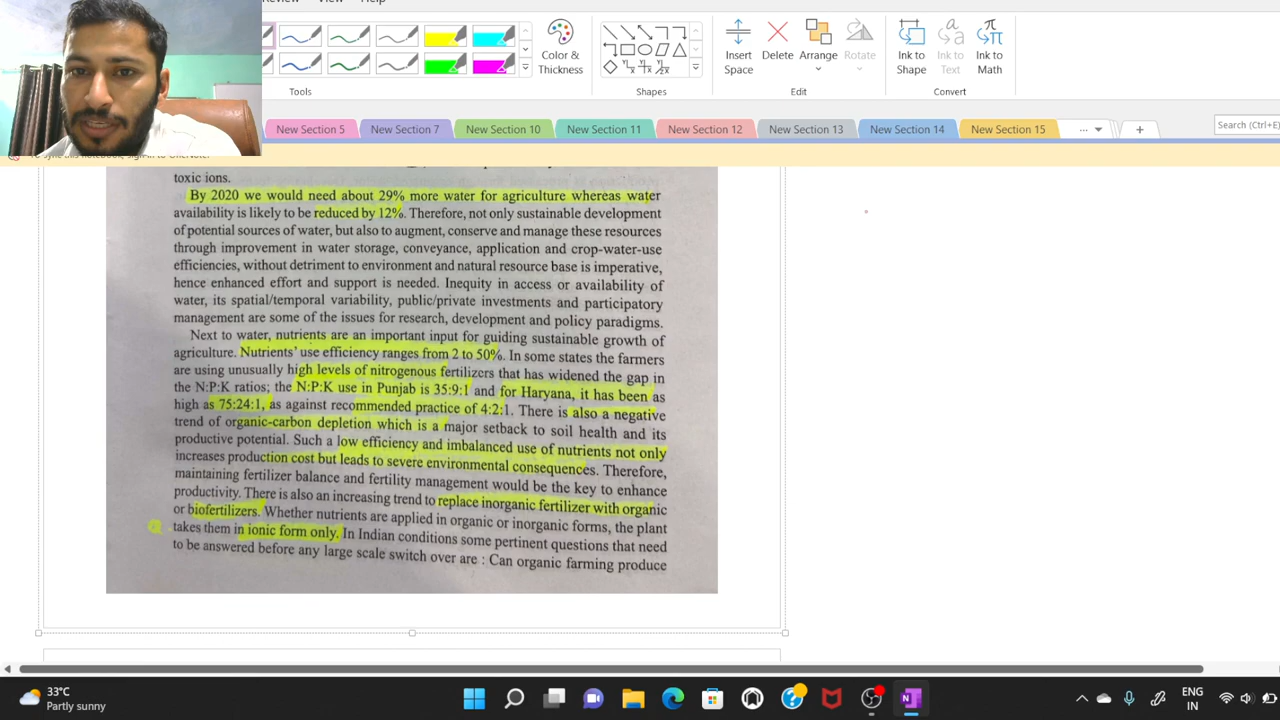 Review
View
Help
Tools
Color &
Thickness
Shapes
Insert
Space
Delete
Arrange
Rotate
Edit
Ink to
Shape
Ink to
Text
Ink to
Math
Convert
New Section 5
New Section 7
New Section 10
New Section 11
New Section 12
New Section 13
New Section 14
New Section 15
...
+
Search (Ctrl+E)
To sync this notebook, sign in to OneNote.
toxic ions.
By 2020 we would need about 29% more water for agriculture whereas water
availability is likely to be reduced by 12%. Therefore, not only sustainable development
of potential sources of water, but also to augment, conserve and manage these resources
through improvement in water storage, conveyance, application and crop-water-use
efficiencies, without detriment to environment and natural resource base is imperative,
hence enhanced effort and support is needed. Inequity in access or availability of
water, its spatial/temporal variability, public/private investments and participatory
management are some of the issues for research, development and policy paradigms.
Next to water, nutrients are an important input for guiding sustainable growth of
agriculture. Nutrients' use efficiency ranges from 2 to 50%. In some states the farmers
are using unusually high levels of nitrogenous fertilizers that has widened the gap in
the N:P:K ratios; the N:P:K use in Punjab is 35:9:1 and for Haryana, it has been as
high as 75:24:1, as against recommended practice of 4:2:1. There is also a negative
trend of organic-carbon depletion which is a major setback to soil health and its
productive potential. Such a low efficiency and imbalanced use of nutrients not only
increases production cost but leads to severe environmental consequences. Therefore,
maintaining fertilizer balance and fertility management would be the key to enhance
productivity. There is also an increasing trend to replace inorganic fertilizer with organic
or biofertilizers. Whether nutrients are applied in organic or inorganic forms, the plant
takes them in ionic form only. In Indian conditions some pertinent questions that need
to be answered before any large scale switch over are : Can organic farming produce
33°C
Partly sunny
ENG
IN